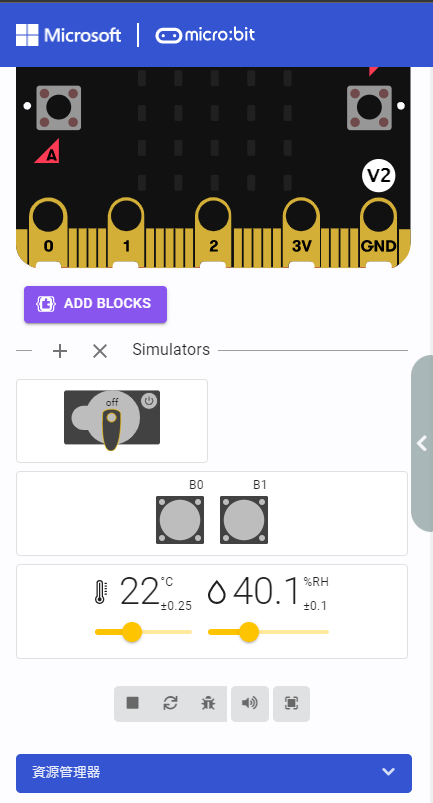 Microsoft micro:bit
A
V2
0 1 2 3V GND
ADD BLOCKS
Simulators
off
B0 B1
22 °C ±0.25 40.1 %RH ±0.1
資源管理器